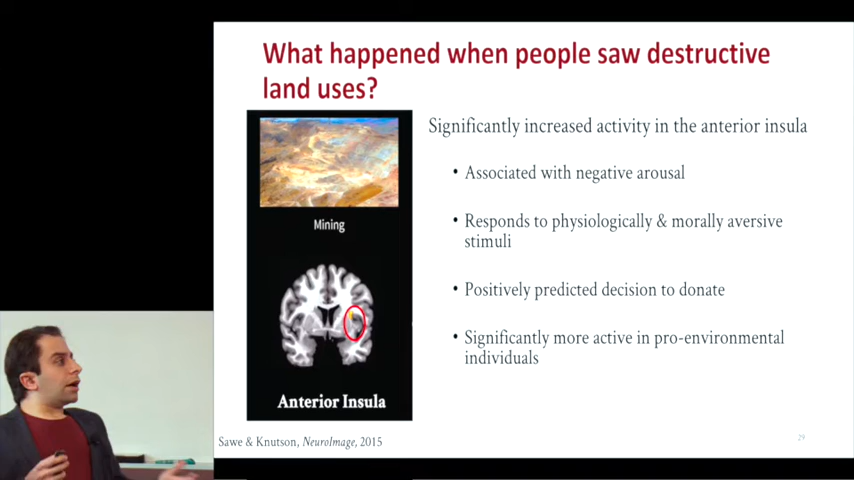 What happened when people saw destructive
land uses?
Significantly increased activity in the anterior insula
• Associated with negative arousal
• Responds to physiologically & morally aversive
stimuli
• Positively predicted decision to donate
• Significantly more active in pro-environmental
individuals
Mining
Anterior Insula
Sawe & Knutson, NeuroImage, 2015
29